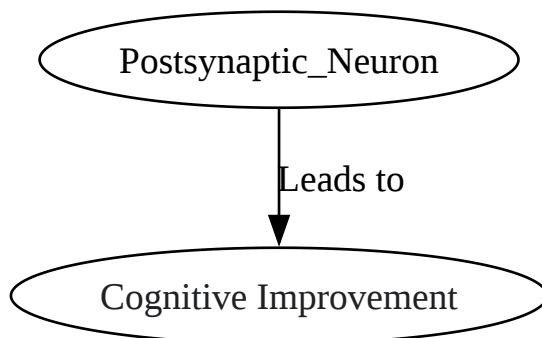 Postsynaptic_Neuron
Leads to
Cognitive Improvement